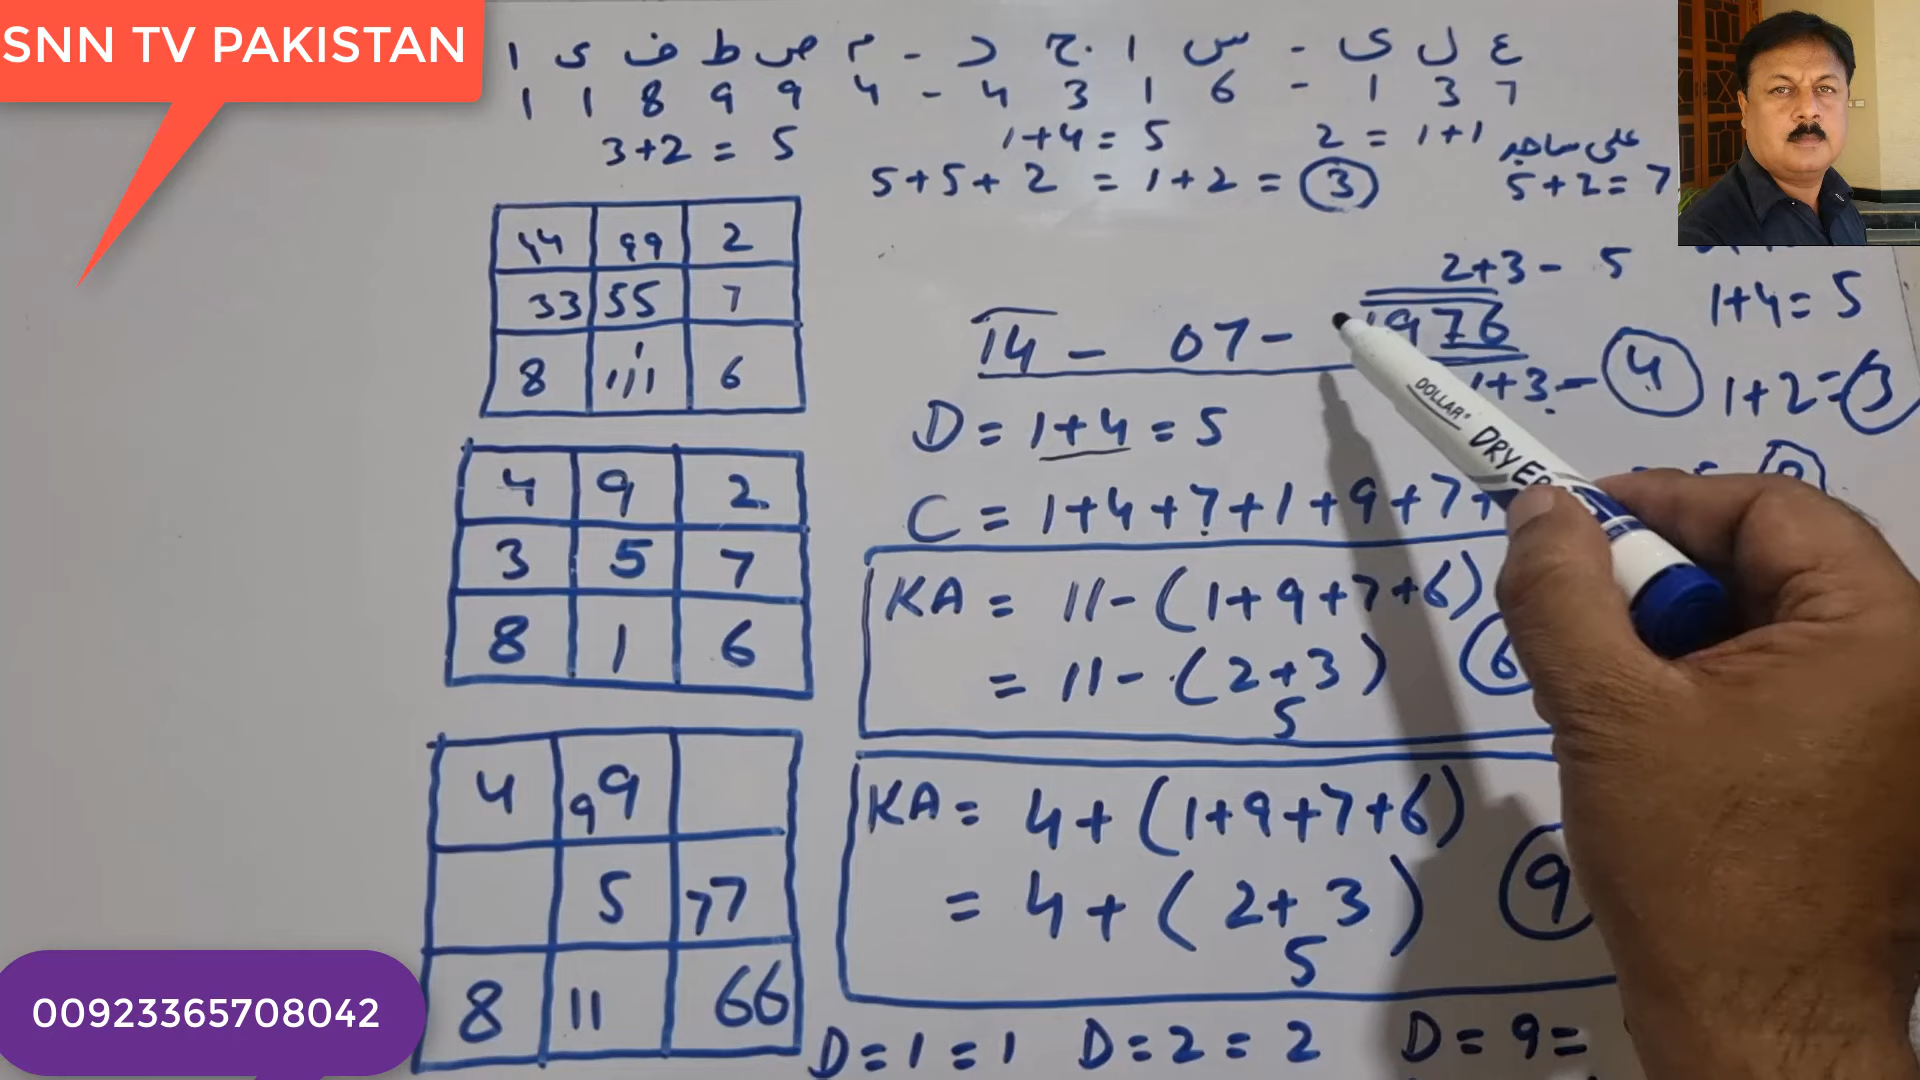 SNN TV PAKISTAN
ع ل ی - س ا ج د - م ص ط ف ی ا
1 1 8 9 9 4 - 4 3 1 6 - 1 3 7
3+2 = 5
1+4 = 5
2 = 1+1
علی ساجد
5+5+2 = 1+2 = 3
5+2=7
44 99 2
33 55 7
8 1111 6
2+3 - 5
14 - 07 - 1976
1+3 - 4
1+4= 5
1+2= 3
D = 1+4 = 5
C = 1+4+7+1+9+7+
4 9 2
3 5 7
8 1 6
KA = 11-(1+9+7+6)
= 11-(2+3) 6
5
4 99
5 77
8 11 66
KA= 4+(1+9+7+6)
= 4+(2+3) 9
5
D=1=1 D=2=2 D=9=
DOLLAR
DRY
00923365708042